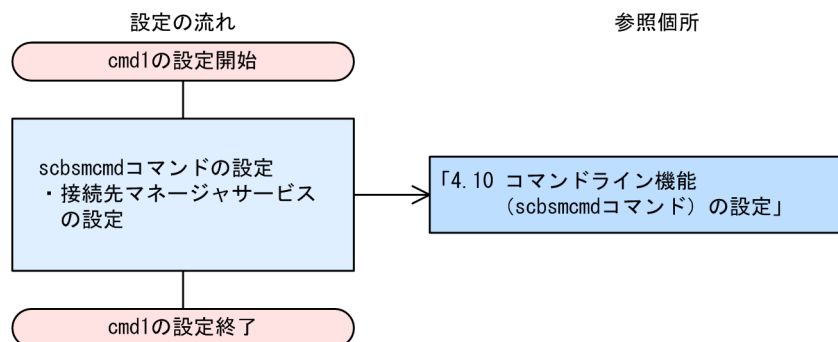 設定の流れ
参照個所
cmd1の設定開始
scbsmcmdコマンドの設定
・接続先マネージャサービス
の設定
「4.10 コマンドライン機能
(scbsmcmdコマンド)の設定」
cmd1の設定終了